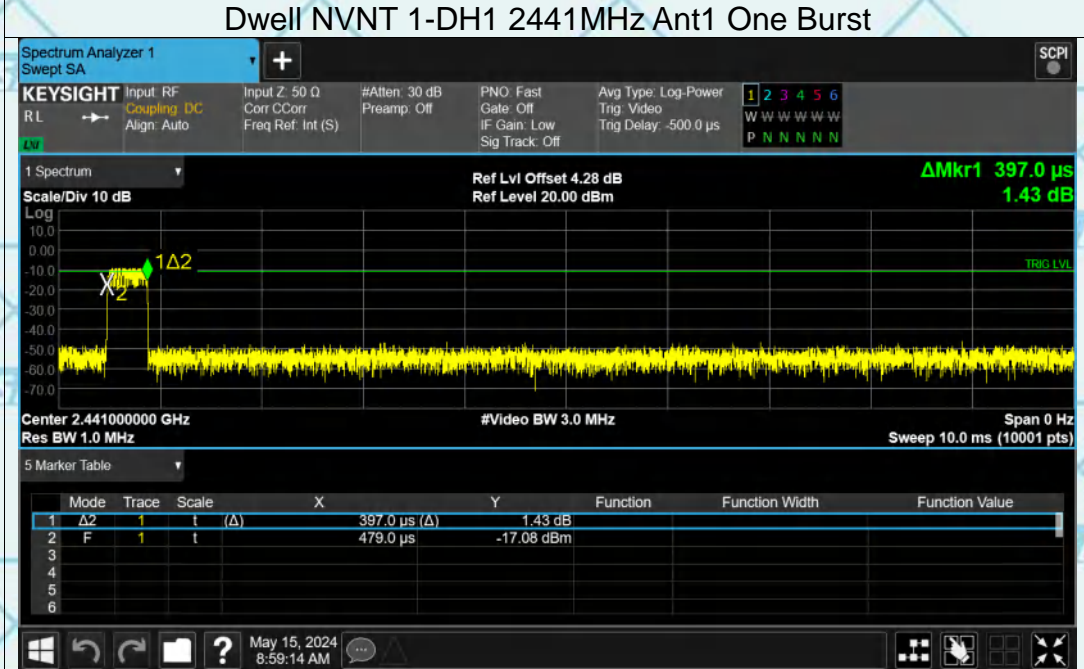 Dwell NVNT 1-DH1 2441MHz Ant1 One Burst
Spectrum Analyzer 1
Swept SA
+
SCPI
KEYSIGHT Input: RF Input Z: 50 Ω #Atten: 30 dB PNO: Fast Avg Type: Log-Power 1 2 3 4 5 6
RL Coupling: DC Corr CCorr Preamp: Off Gate: Off Trig: Video W W W W W W
Align: Auto Freq Ref: Int (S) IF Gain: Low Trig Delay: -500.0 µs P N N N N N
LXI Sig Track: Off
1 Spectrum Ref Lvl Offset 4.28 dB ΔMkr1 397.0 µs
Scale/Div 10 dB Ref Level 20.00 dBm 1.43 dB
Log
10.0
0.00
1Δ2
-10.0 TRIG LVL
X2
-20.0
-30.0
-40.0
-50.0
-60.0
-70.0
Center 2.441000000 GHz #Video BW 3.0 MHz Span 0 Hz
Res BW 1.0 MHz Sweep 10.0 ms (10001 pts)
5 Marker Table
Mode Trace Scale X Y Function Function Width Function Value
1 Δ2 1 t (Δ) 397.0 µs (Δ) 1.43 dB
2 F 1 t 479.0 µs -17.08 dBm
3
4
5
6
? May 15, 2024
8:59:14 AM